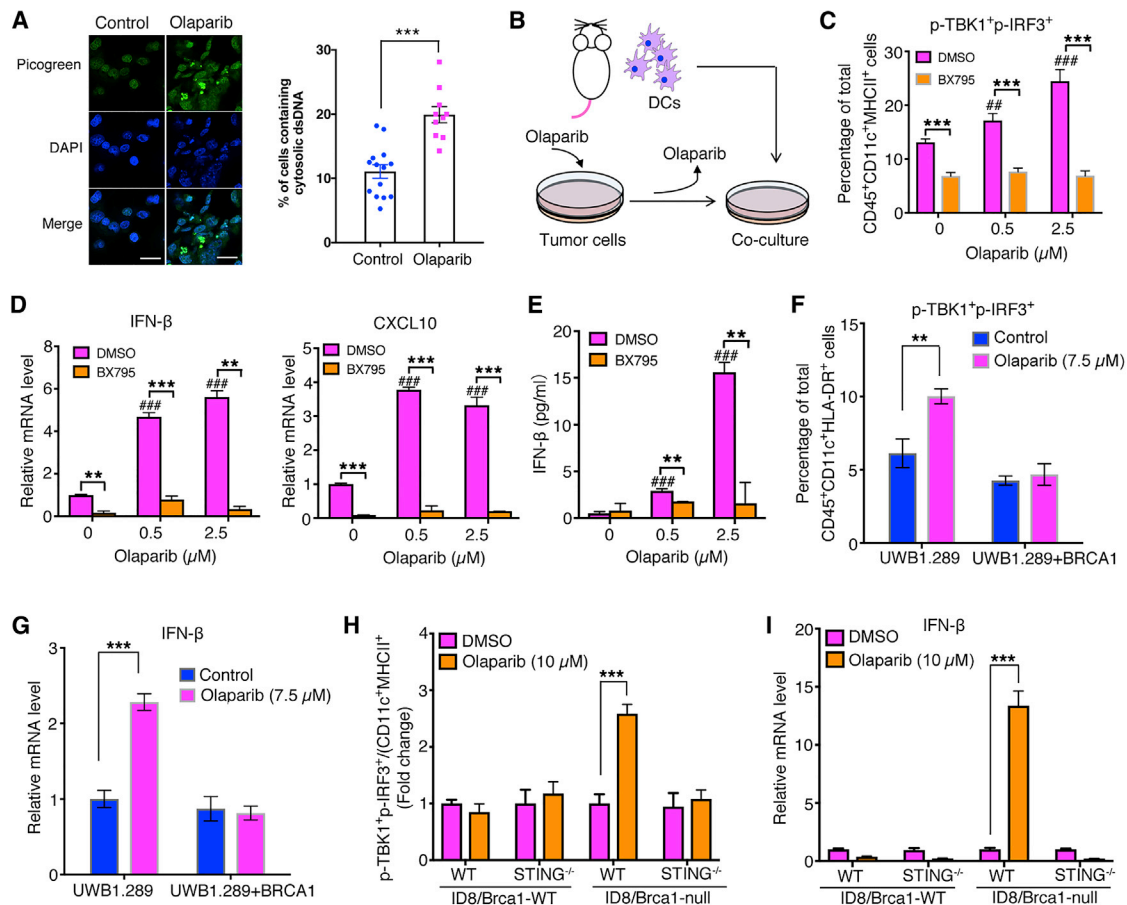 A
Control
Olaparib
Picogreen
DAPI
Merge
% of cells containing
cytosolic dsDNA
30
20
10
0
***
Control
Olaparib
B
DCs
Olaparib
Olaparib
Tumor cells
Co-culture
C
p-TBK1⁺p-IRF3⁺
Percentage of total
CD45⁺CD11c⁺MHCII⁺ cells
30
20
10
0
DMSO
BX795
***
##
***
###
***
0
0.5
2.5
Olaparib (µM)
D
IFN-β
Relative mRNA level
8
6
4
2
0
DMSO
BX795
**
###
***
###
**
0
0.5
2.5
Olaparib (µM)
CXCL10
Relative mRNA level
5
4
3
2
1
0
DMSO
BX795
***
###
***
###
***
0
0.5
2.5
Olaparib (µM)
E
IFN-β (pg/ml)
20
15
10
5
0
DMSO
BX795
###
**
###
**
0
0.5
2.5
Olaparib (µM)
F
p-TBK1⁺p-IRF3⁺
Percentage of total
CD45⁺CD11c⁺HLA-DR⁺ cells
15
10
5
0
Control
Olaparib (7.5 µM)
**
UWB1.289
UWB1.289+BRCA1
G
IFN-β
Relative mRNA level
3
2
1
0
***
Control
Olaparib (7.5 µM)
UWB1.289
UWB1.289+BRCA1
H
p-TBK1⁺p-IRF3⁺/(CD11c⁺MHCII⁺
(Fold change)
4
3
2
1
0
DMSO
Olaparib (10 µM)
***
WT
STING⁻/⁻
WT
STING⁻/⁻
ID8/Brca1-WT
ID8/Brca1-null
I
IFN-β
Relative mRNA level
20
15
10
5
0
DMSO
Olaparib (10 µM)
***
WT
STING⁻/⁻
WT
STING⁻/⁻
ID8/Brca1-WT
ID8/Brca1-null